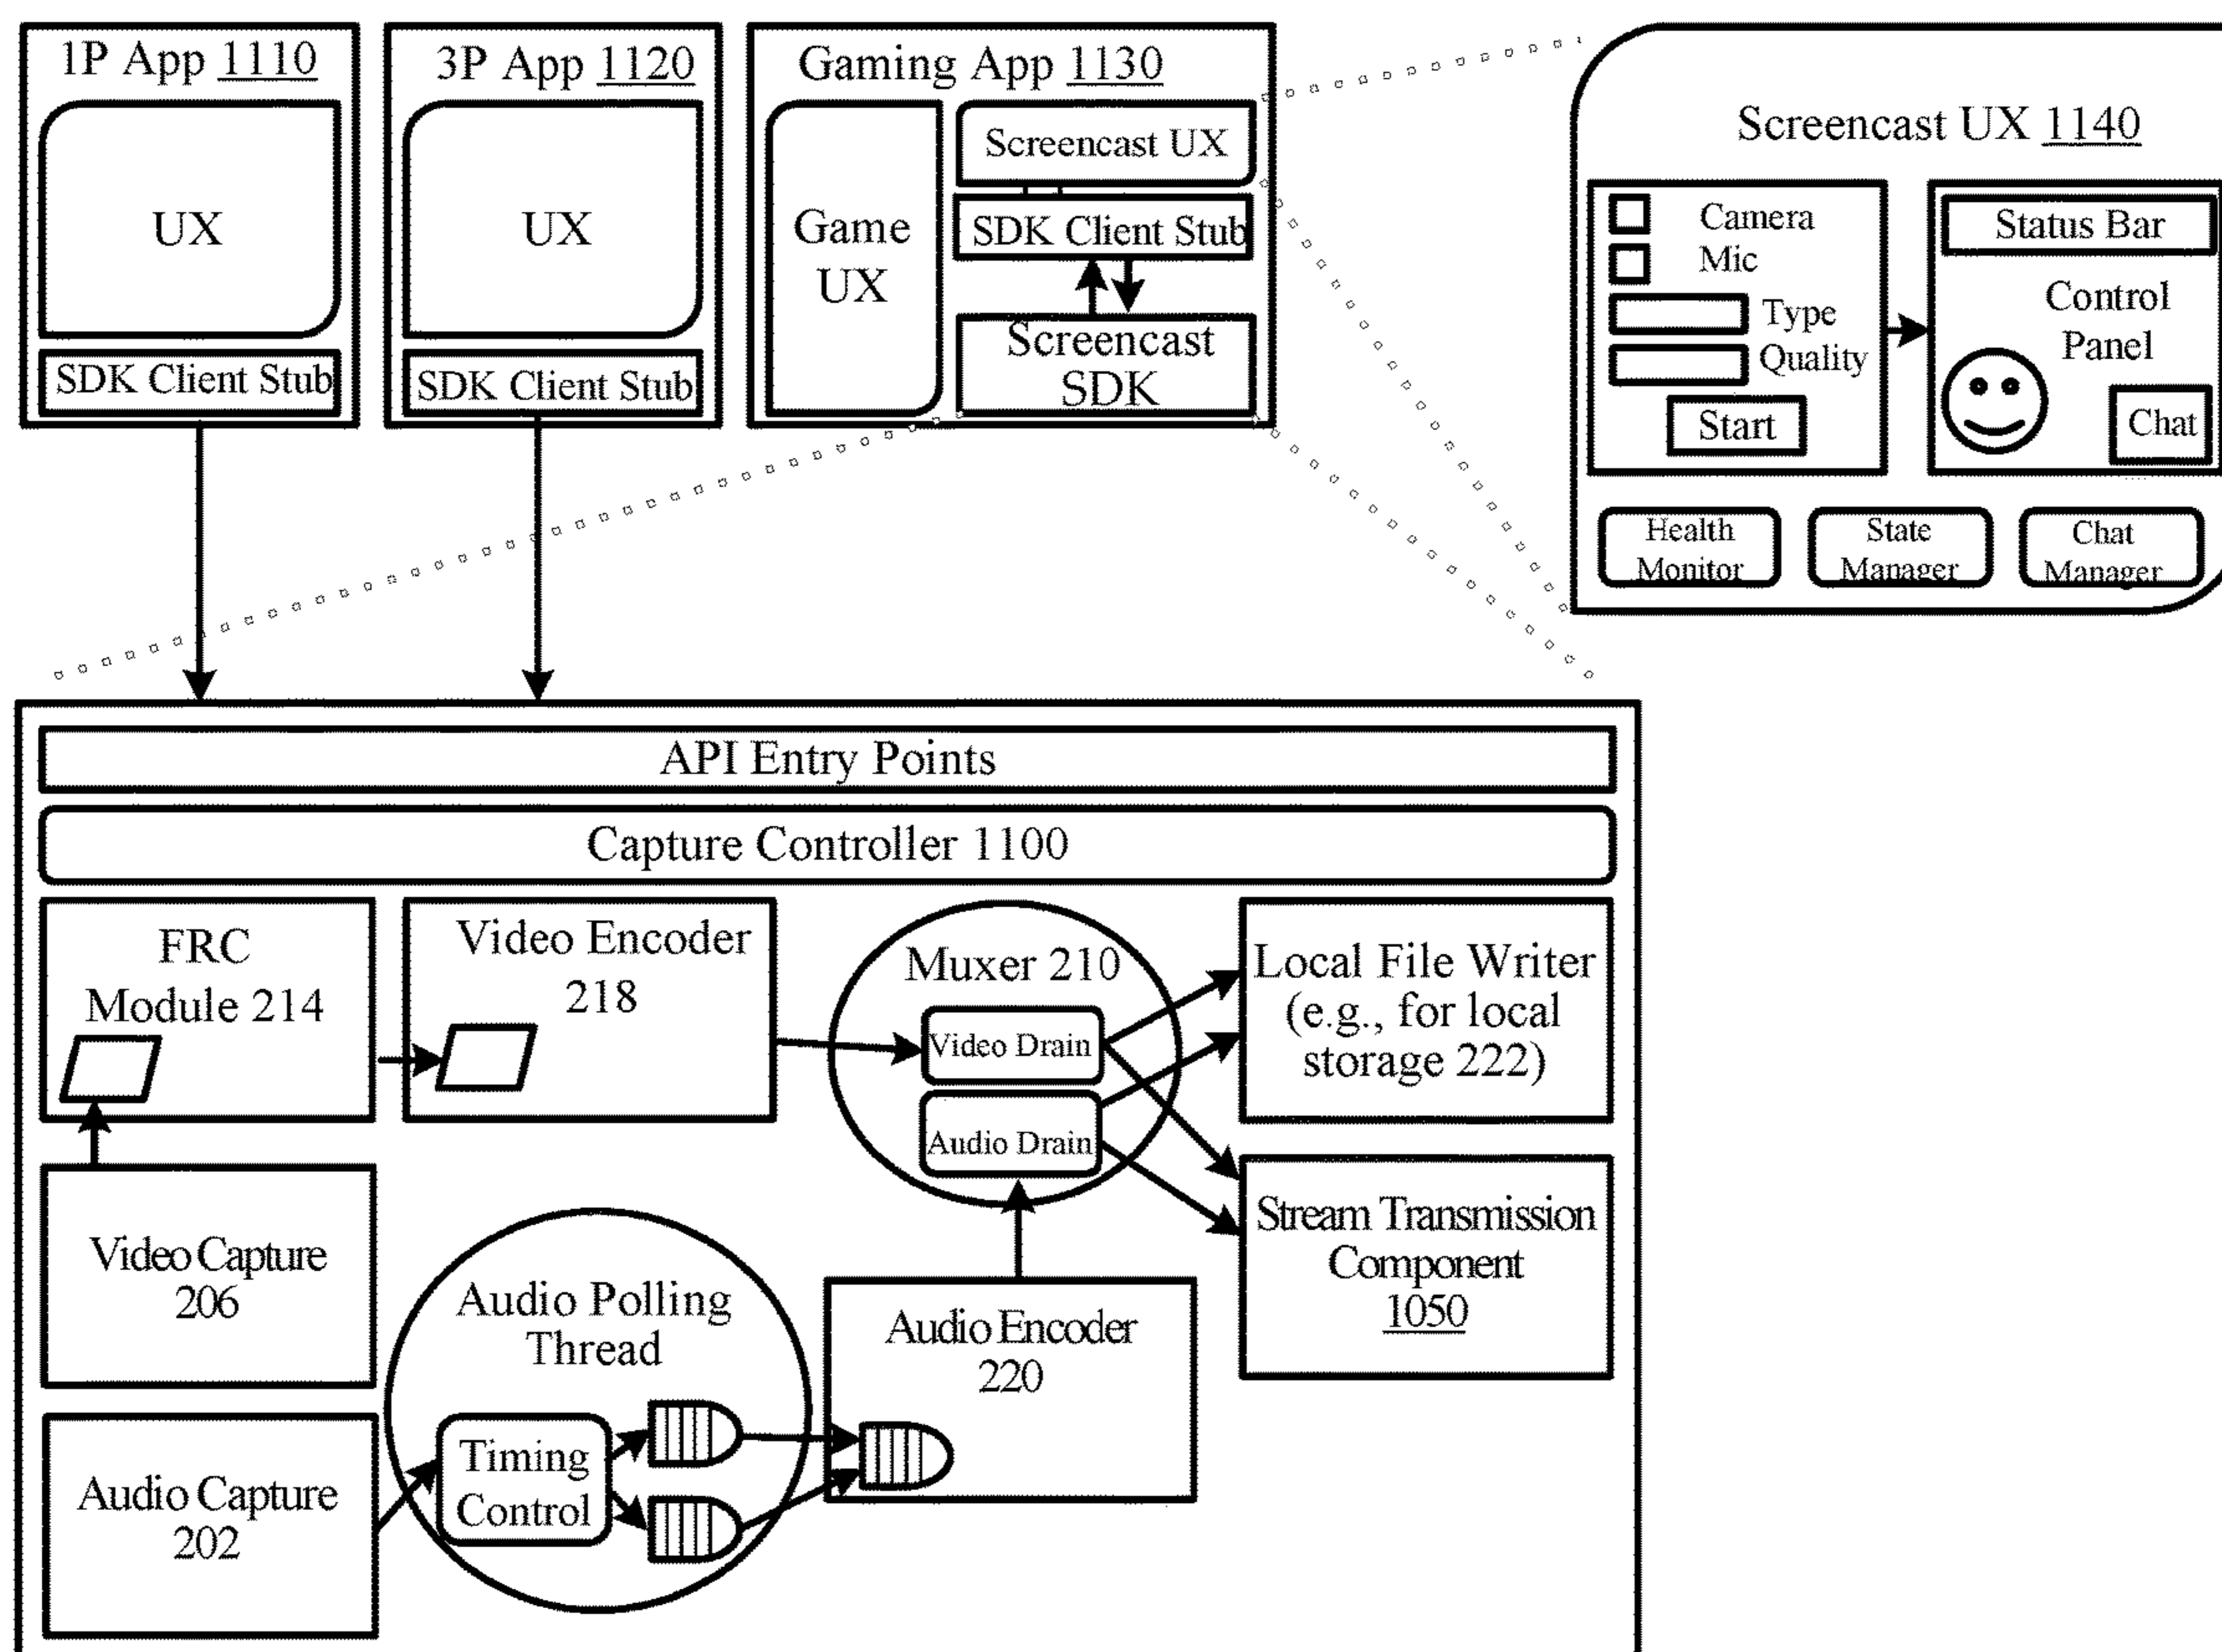 1P App 1110
UX
SDK Client Stub
3P App 1120
UX
SDK Client Stub
Gaming App 1130
Game
UX
Screencast UX
SDK Client Stub
Screencast
SDK
Screencast UX 1140
Camera
Mic
Type
Quality
Start
Status Bar
Control
Panel
Chat
Health
Monitor
State
Manager
Chat
Manager
API Entry Points
Capture Controller 1100
FRC
Module 214
Video Encoder
218
Muxer 210
Video Drain
Audio Drain
Local File Writer
(e.g., for local
storage 222)
Video Capture
206
Audio Polling
Thread
Timing
Control
Audio Encoder
220
Stream Transmission
Component
1050
Audio Capture
202